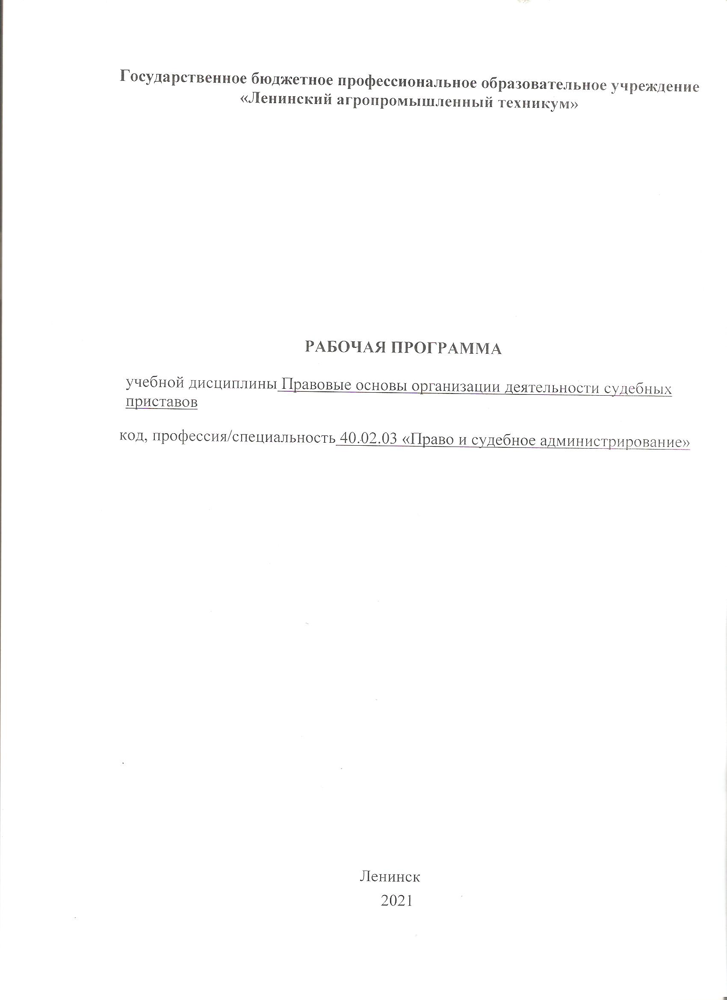 Государственное бюджетное профессиональное образовательное учреждение
«Ленинский агропромышленный техникум»
РАБОЧАЯ ПРОГРАММА
учебной дисциплины Правовые основы организации деятельности судебных
приставов
код, профессия/специальность 40.02.03 «Право и судебное администрирование»
Ленинск
2021